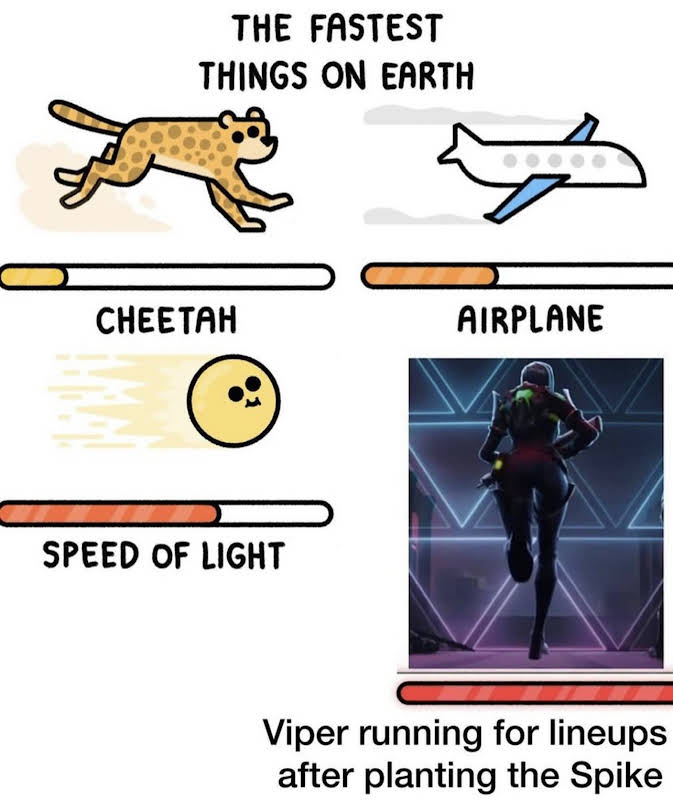 THE FASTEST
THINGS ON EARTH
CHEETAH
AIRPLANE
SPEED OF LIGHT
Viper running for lineups
after planting the Spike